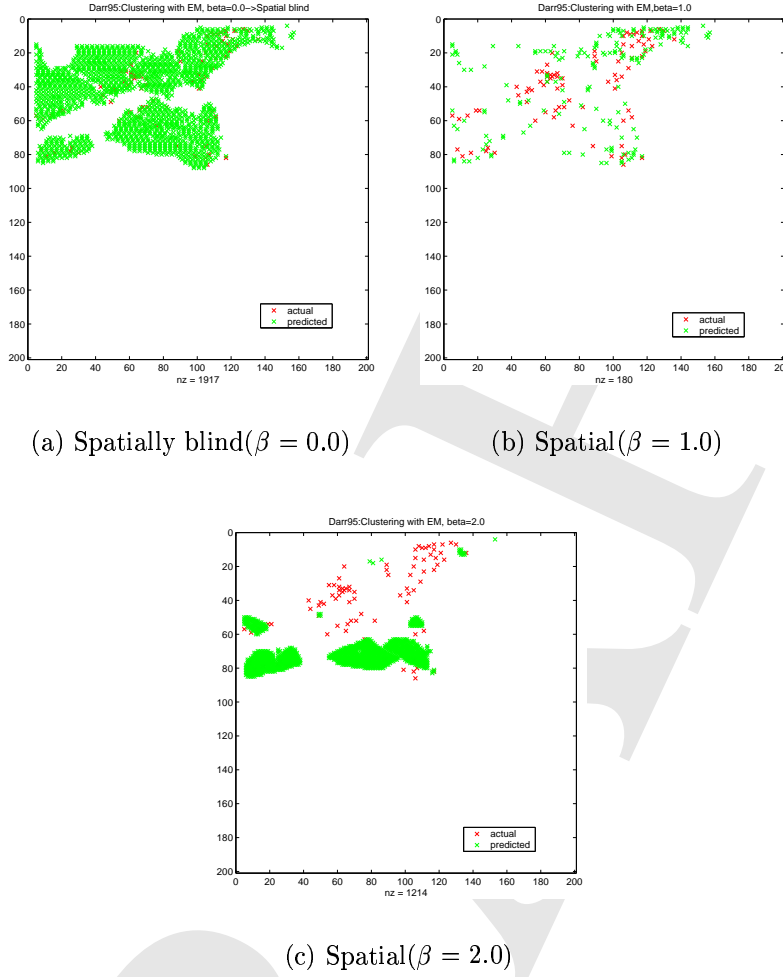 Darr95:Clustering with EM, beta=0.0->Spatial blind
0
20
40
60
80
100
120
140
160
180
200
0 20 40 60 80 100 120 140 160 180 200
nz = 1917
× actual
× predicted
(a) Spatially blind(β = 0.0)
Darr95:Clustering with EM,beta=1.0
0
20
40
60
80
100
120
140
160
180
200
0 20 40 60 80 100 120 140 160 180 200
nz = 180
× actual
× predicted
(b) Spatial(β = 1.0)
Darr95:Clustering with EM, beta=2.0
0
20
40
60
80
100
120
140
160
180
200
0 20 40 60 80 100 120 140 160 180 200
nz = 1214
× actual
× predicted
(c) Spatial(β = 2.0)